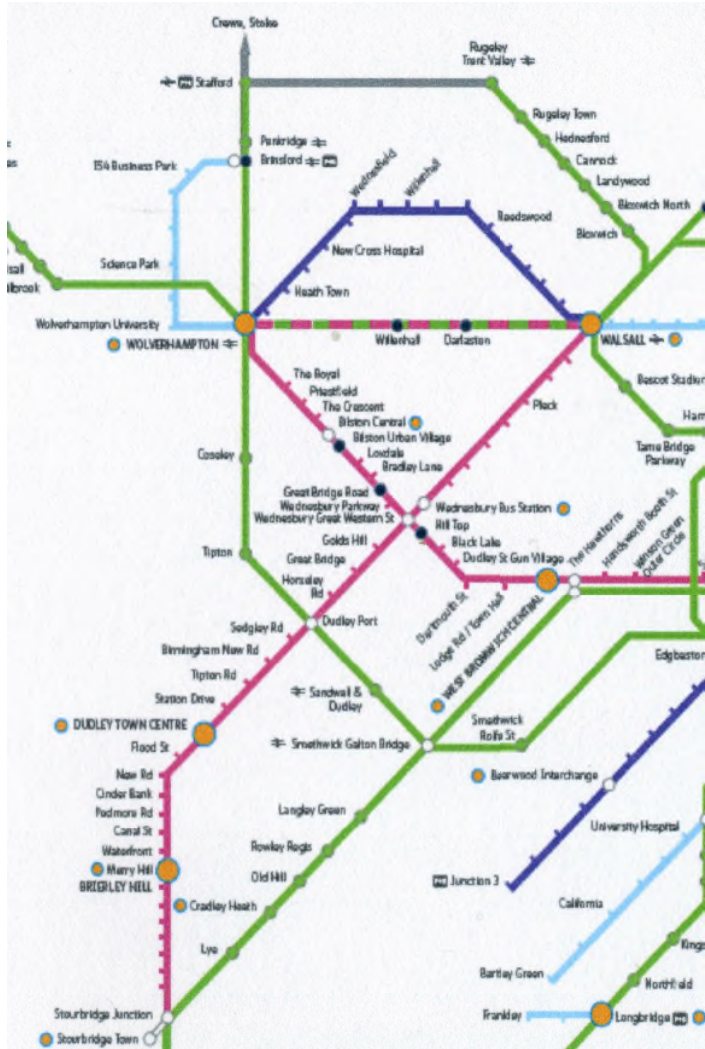 Crewe, Stoke
Stafford
Rugeley
Trent Valley
Penkridge
Brinsford
I54 Business Park
Rugeley Town
Hednesford
Cannock
Landywood
Bloxwich North
Bloxwich
Wednesfield
Willenhall
Reedswood
New Cross Hospital
Heath Town
Science Park
Wolverhampton University
WOLVERHAMPTON
Willenhall
Darlaston
WALSALL
Bescot Stadium
Tame Bridge
Parkway
The Royal
Priestfield
The Crescent
Bilston Central
Bilston Urban Village
Loxdale
Bradley Lane
Pleck
Coseley
Great Bridge Road
Wednesbury Parkway
Wednesbury Great Western St
Wednesbury Bus Station
Hill Top
Black Lake
Dudley St Guns Village
Golds Hill
Great Bridge
Horseley
Rd
Tipton
The Hawthorns
Handsworth Booth St
Winson Green
Outer Circle
Dartmouth St
Lodge Rd / Town Hall
WEST BROMWICH CENTRAL
Dudley Port
Sedgley Rd
Birmingham New Rd
Tipton Rd
Station Drive
DUDLEY TOWN CENTRE
Flood St
Sandwell &
Dudley
Smethwick Galton Bridge
Smethwick
Rolfe St
Edgbaston
Bearwood Interchange
New Rd
Cinder Bank
Pedmore Rd
Canal St
Waterfront
Merry Hill
BRIERLEY HILL
Langley Green
Rowley Regis
Old Hill
Cradley Heath
Lye
University Hospital
Junction 3
California
Bartley Green
Kings
Northfield
Frankley
Longbridge
Stourbridge Junction
Stourbridge Town